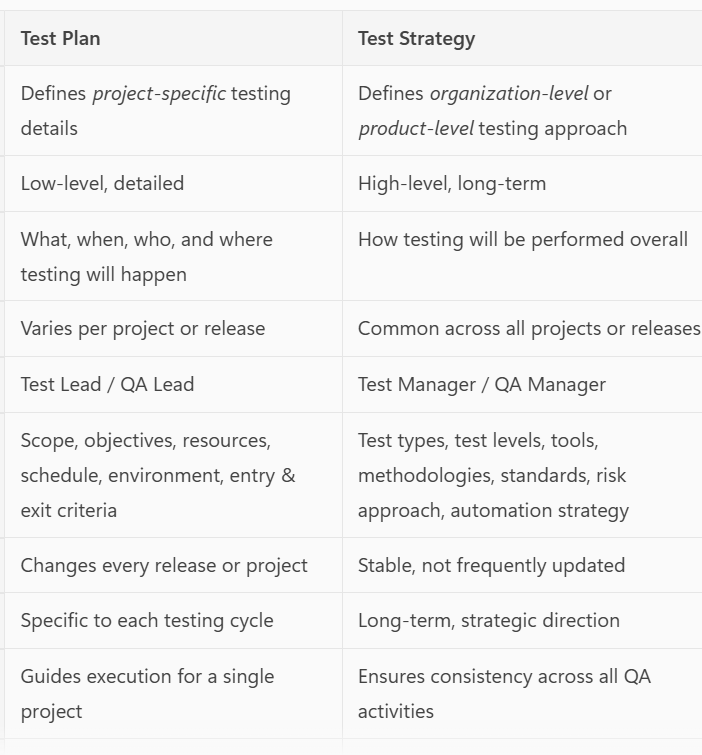 Test Plan
Test Strategy
Defines project-specific testing
details
Defines organization-level or
product-level testing approach
Low-level, detailed
High-level, long-term
What, when, who, and where
testing will happen
How testing will be performed overall
Varies per project or release
Common across all projects or releases
Test Lead / QA Lead
Test Manager / QA Manager
Scope, objectives, resources,
schedule, environment, entry &
exit criteria
Test types, test levels, tools,
methodologies, standards, risk
approach, automation strategy
Changes every release or project
Stable, not frequently updated
Specific to each testing cycle
Long-term, strategic direction
Guides execution for a single
project
Ensures consistency across all QA
activities